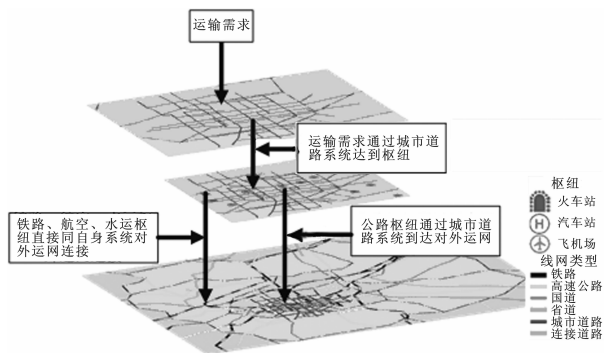 运输需求
运输需求通过城市道
路系统达到枢纽
铁路、航空、水运枢
纽直接同自身系统对
外运网连接
公路枢纽通过城市道
路系统到达对外运网
枢纽
火车站
H
汽车站
飞机场
线网类型
铁路
高速公路
国道
省道
城市道路
连接道路